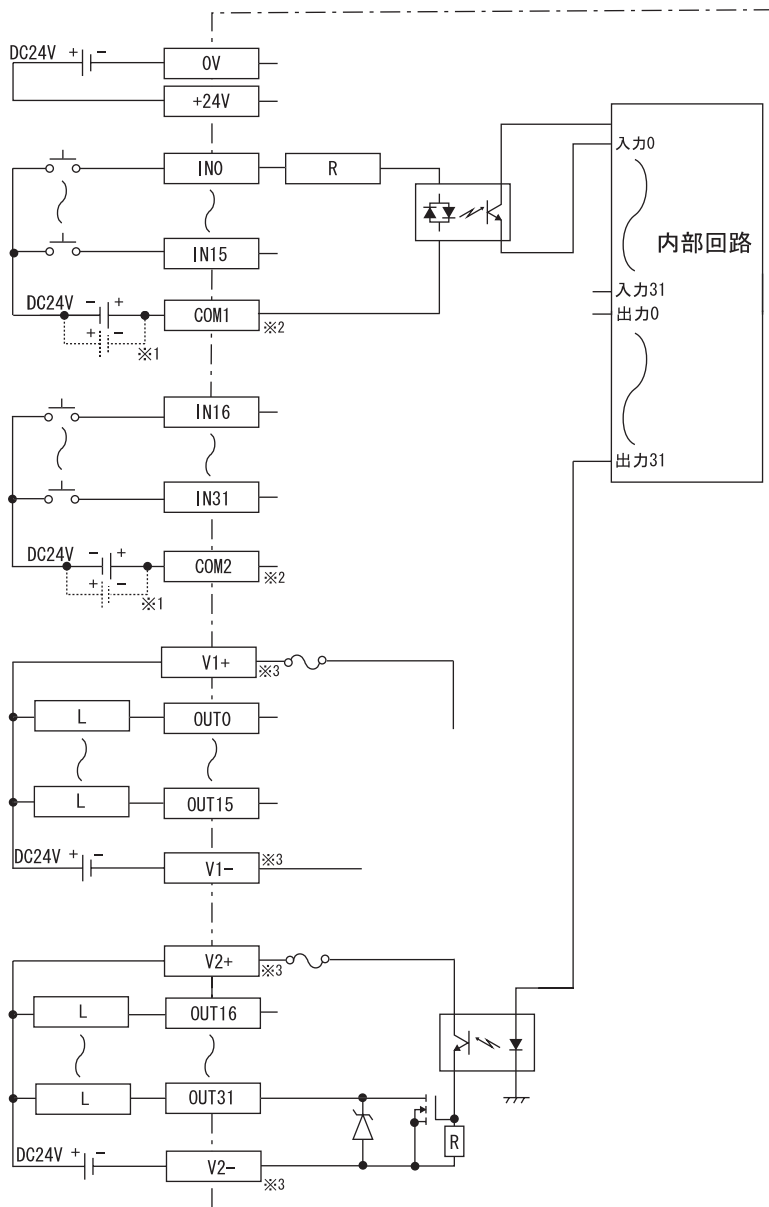 DC24V + - 0V
+24V
IN0 R
入力0
内部回路
IN15
入力31
DC24V - + COM1 ※2
出力0
+ - ※1
IN16
出力31
IN31
DC24V - + COM2 ※2
+ - ※1
V1+ ※3
L OUT0
L OUT15
DC24V + - V1- ※3
V2+ ※3
L OUT16
L OUT31
R
DC24V + - V2- ※3